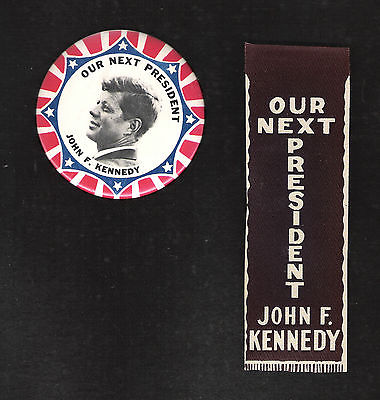 OUR NEXT PRESIDENT
JOHN F. KENNEDY
OUR
NEXT
PRESIDENT
JOHN F.
KENNEDY